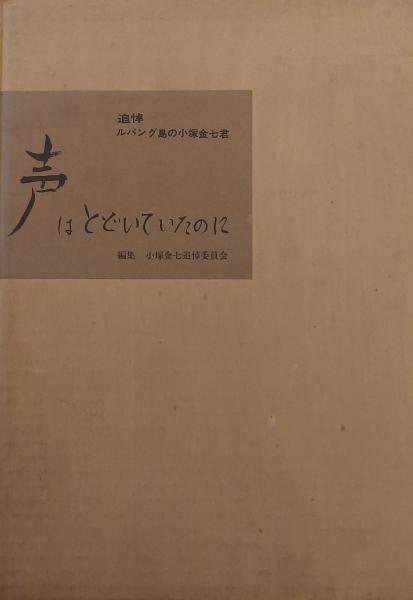 追悼
ルバング島の小塚金七君
声はとどいていたのに
編集　小塚金七追悼委員会